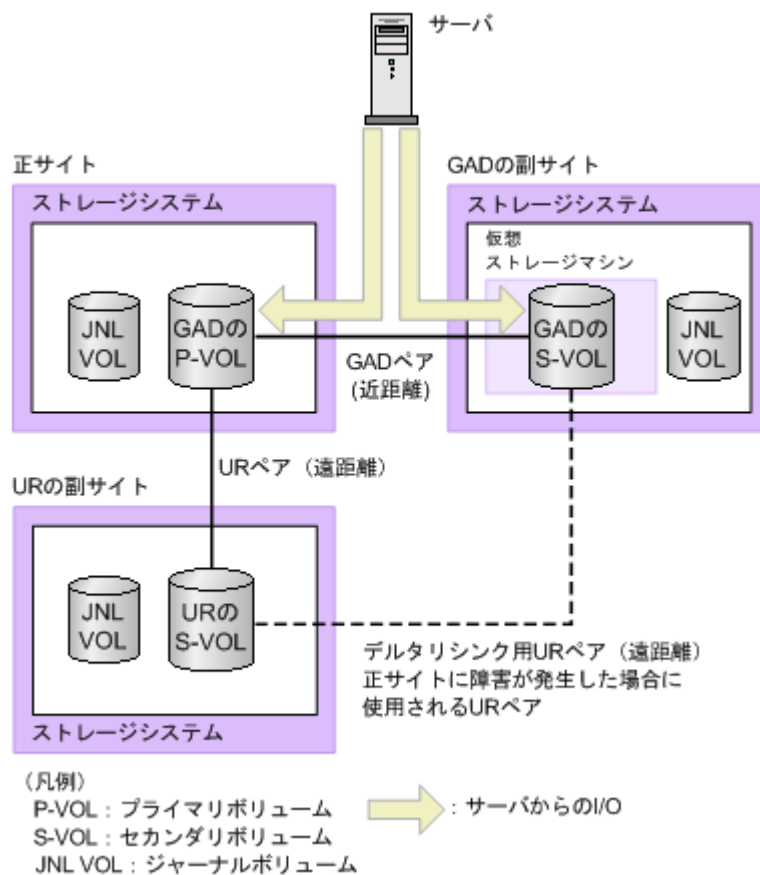 サーバ
正サイト
ストレージシステム
JNL
VOL
GADの
P-VOL
GADの副サイト
ストレージシステム
仮想
ストレージマシン
GADの
S-VOL
JNL
VOL
GADペア
(近距離)
URペア（遠距離）
URの副サイト
JNL
VOL
URの
S-VOL
ストレージシステム
デルタリシンク用URペア（遠距離）
正サイトに障害が発生した場合に
使用されるURペア
（凡例）
P-VOL：プライマリボリューム
S-VOL：セカンダリボリューム
JNL VOL：ジャーナルボリューム
：サーバからのI/O